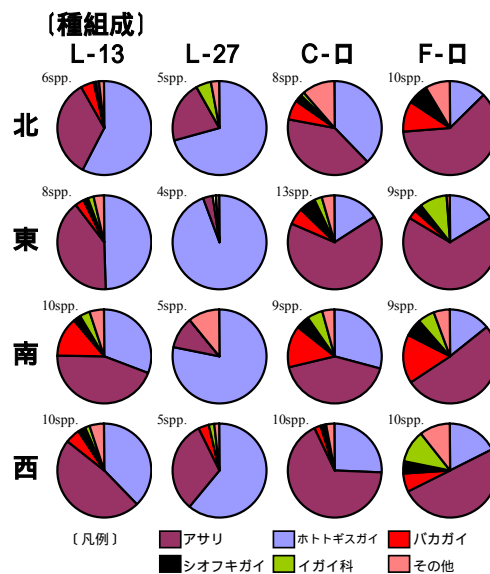 〔種組成〕
L-13 L-27 C-ロ F-ロ
6spp. 5spp. 8spp. 10spp.
北
8spp. 4spp. 13spp. 9spp.
東
10spp. 5spp. 9spp. 9spp.
南
10spp. 5spp. 10spp. 10spp.
西
〔凡例〕 アサリ ホトトギスガイ バカガイ
シオフキガイ イガイ科 その他